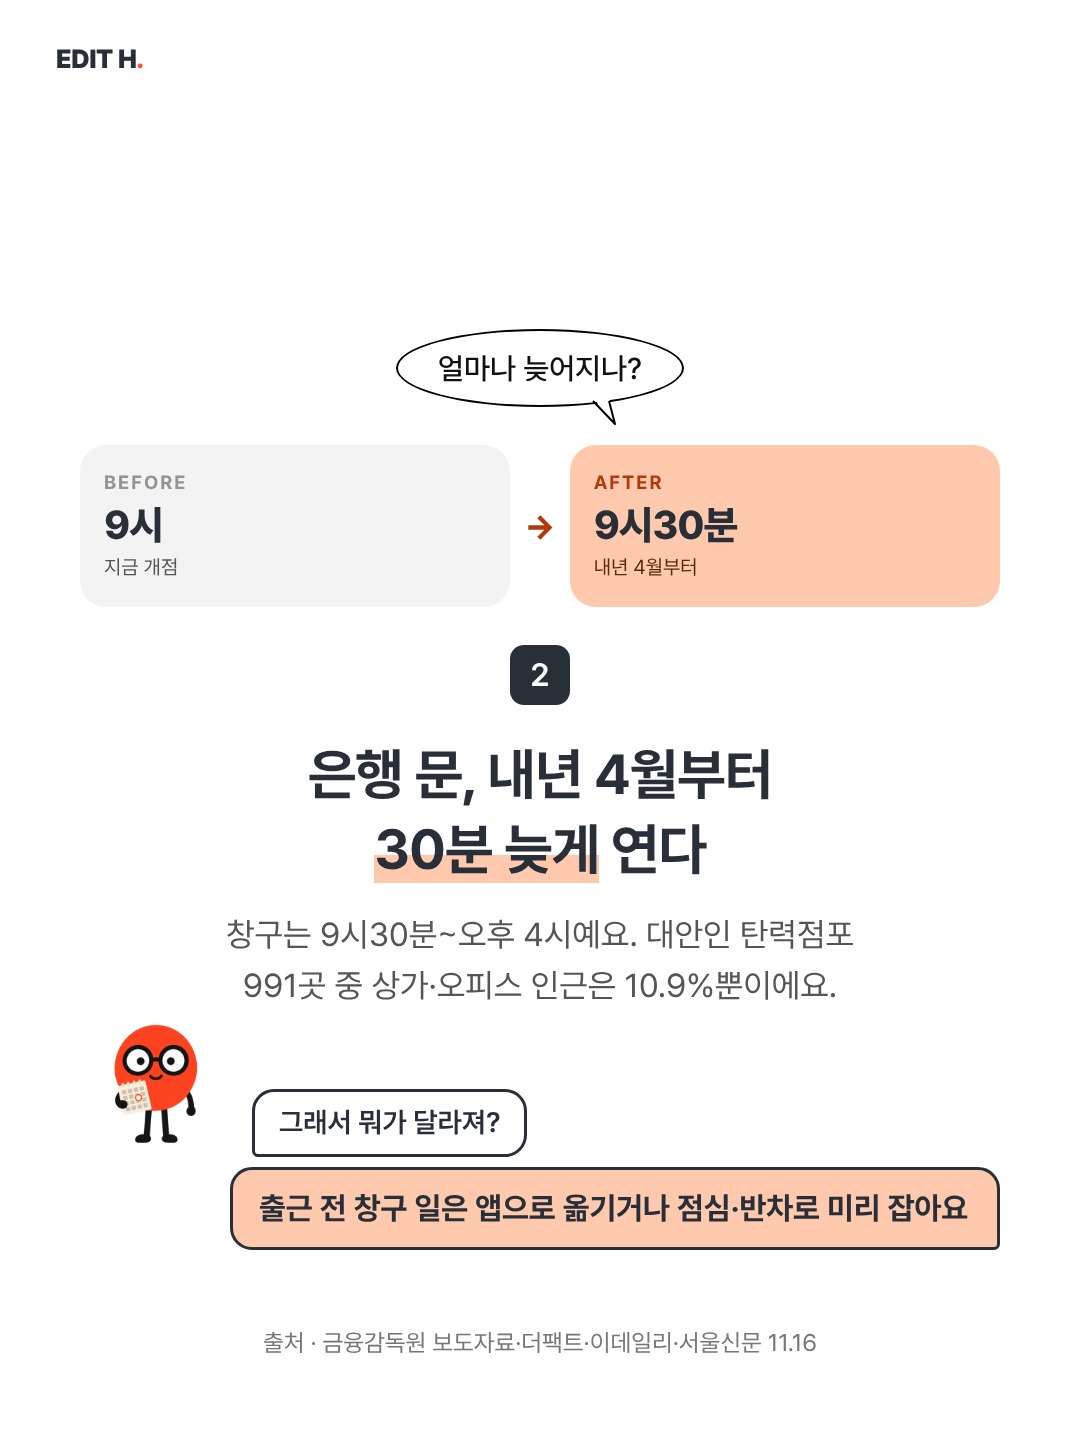 EDIT H.
얼마나 늦어지나?
BEFORE
9시
지금 개점
→
AFTER
9시30분
내년 4월부터
2
은행 문, 내년 4월부터
30분 늦게 연다
창구는 9시30분~오후 4시예요. 대안인 탄력점포
991곳 중 상가·오피스 인근은 10.9%뿐이에요.
그래서 뭐가 달라져?
출근 전 창구 일은 앱으로 옮기거나 점심·반차로 미리 잡아요
출처 · 금융감독원 보도자료·더팩트·이데일리·서울신문 11.16